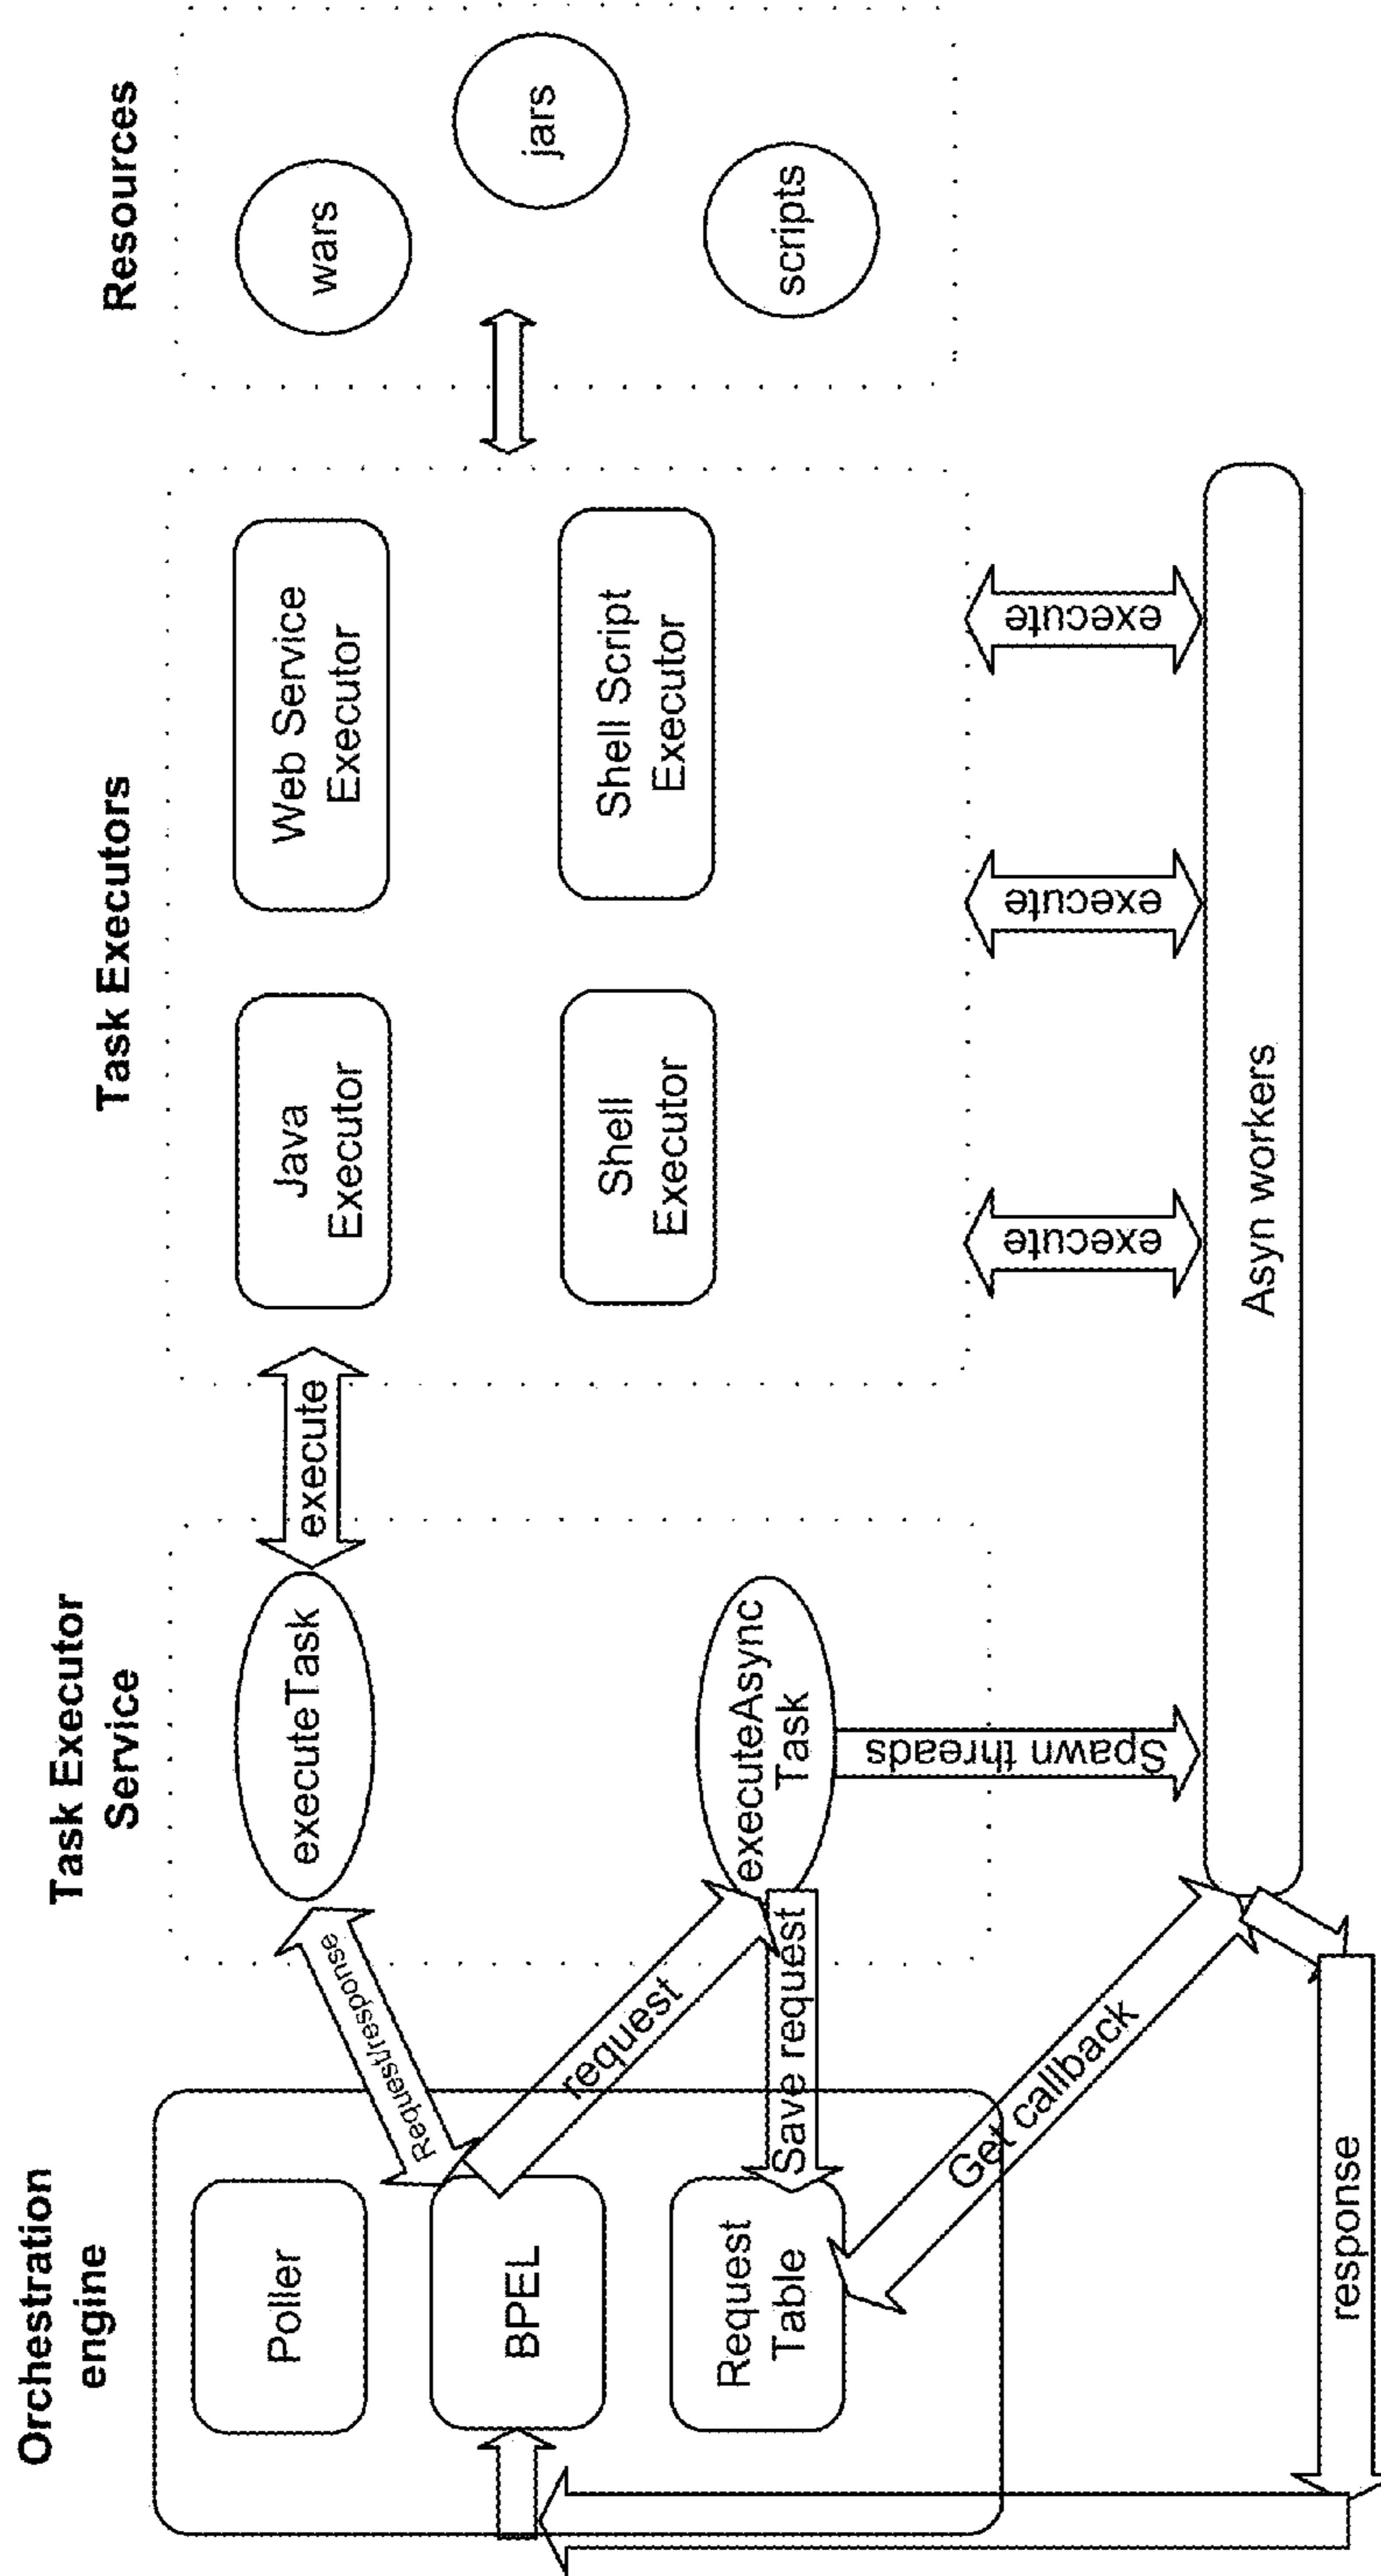 Orchestration
engine
Poller
BPEL
Request
Table
Task Executor
Service
executeTask
executeAsync
Task
Request/response
request
Save request
Get callback
Spawn threads
response
execute
Task Executors
Java
Executor
Web Service
Executor
Shell
Executor
Shell Script
Executor
execute
execute
execute
Asyn workers
Resources
wars
jars
scripts